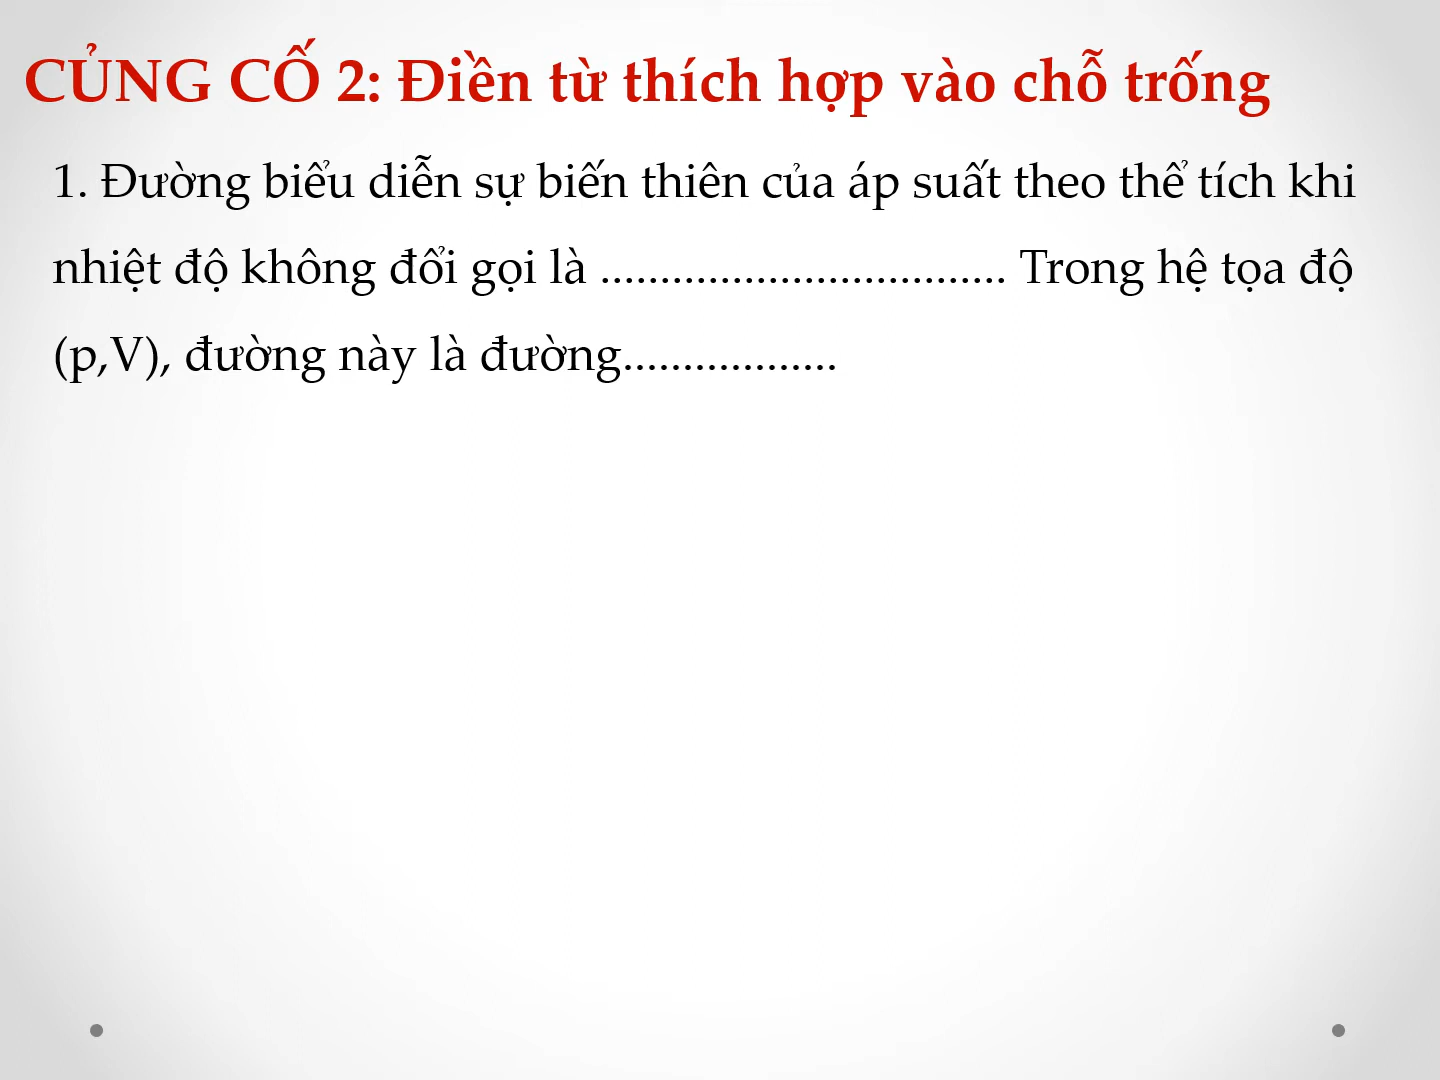 CỦNG CỐ 2: Điền từ thích hợp vào chỗ trống
1. Đường biểu diễn sự biến thiên của áp suất theo thể tích khi
nhiệt độ không đổi gọi là .................................. Trong hệ tọa độ
(p,V), đường này là đường..................